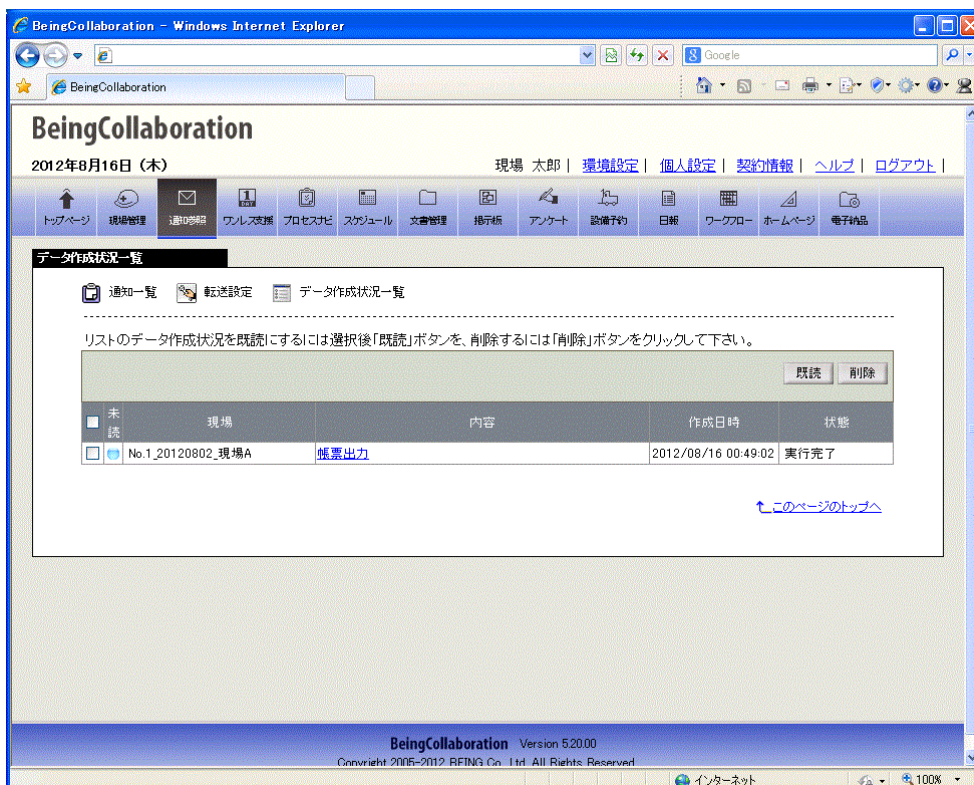 BeingCollaboration - Windows Internet Explorer
Google
BeingCollaboration
BeingCollaboration
2012年8月16日 (木)
現場 太郎 | 環境設定 | 個人設定 | 契約情報 | ヘルプ | ログアウト |
トップページ 現場管理 通知参照 ワンレス支援 プロセスナビ スケジュール 文書管理 掲示板 アンケート 設備予約 日報 ワークフロー ホームページ 電子納品
データ作成状況一覧
通知一覧 転送設定 データ作成状況一覧
リストのデータ作成状況を既読にするには選択後「既読」ボタンを、削除するには「削除」ボタンをクリックして下さい。
既読 削除
未読 現場 内容 作成日時 状態
No.1_20120802_現場A 帳票出力 2012/08/16 00:49:02 実行完了
このページのトップへ
BeingCollaboration Version 5.20.00
Copyright 2005-2012 BEING Co., Ltd. All Rights Reserved.
インターネット 100%